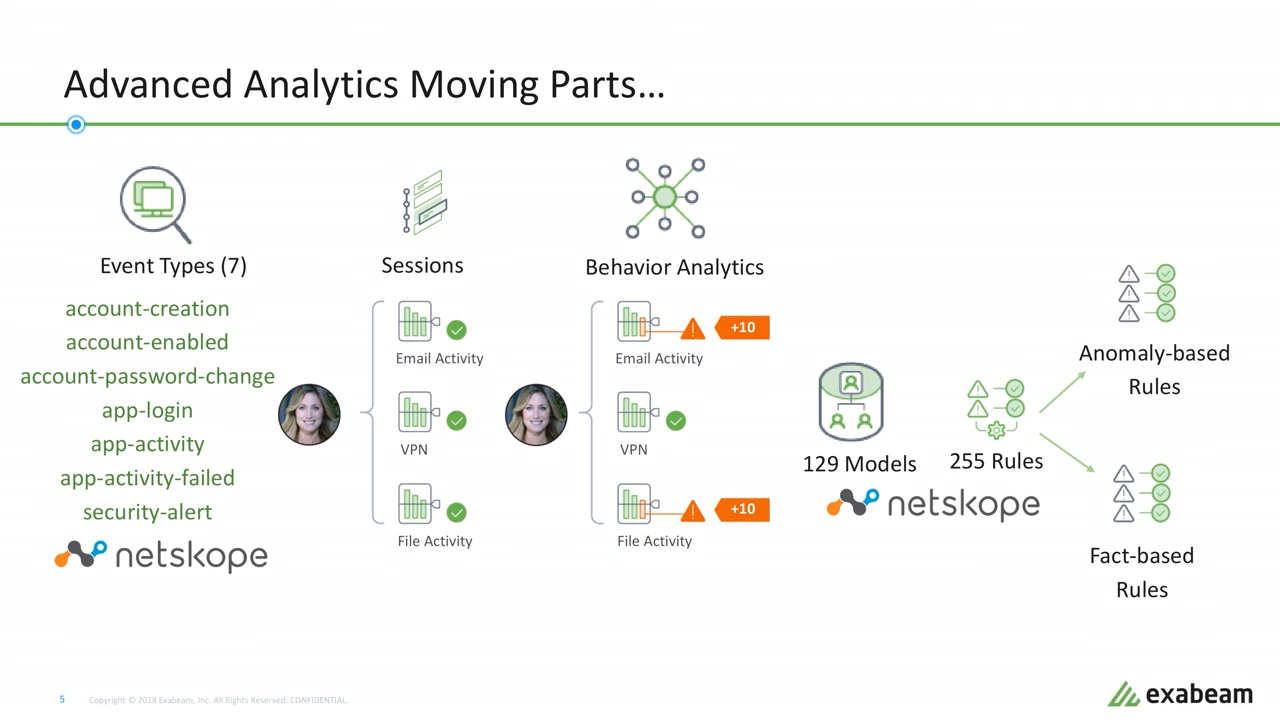 Advanced Analytics Moving Parts…
Event Types (7)
account-creation
account-enabled
account-password-change
app-login
app-activity
app-activity-failed
security-alert
netskope
Sessions
Email Activity
VPN
File Activity
Behavior Analytics
+10
Email Activity
VPN
+10
File Activity
129 Models
255 Rules
netskope
Anomaly-based
Rules
Fact-based
Rules
5
Copyright © 2018 Exabeam, Inc. All Rights Reserved. CONFIDENTIAL.
exabeam